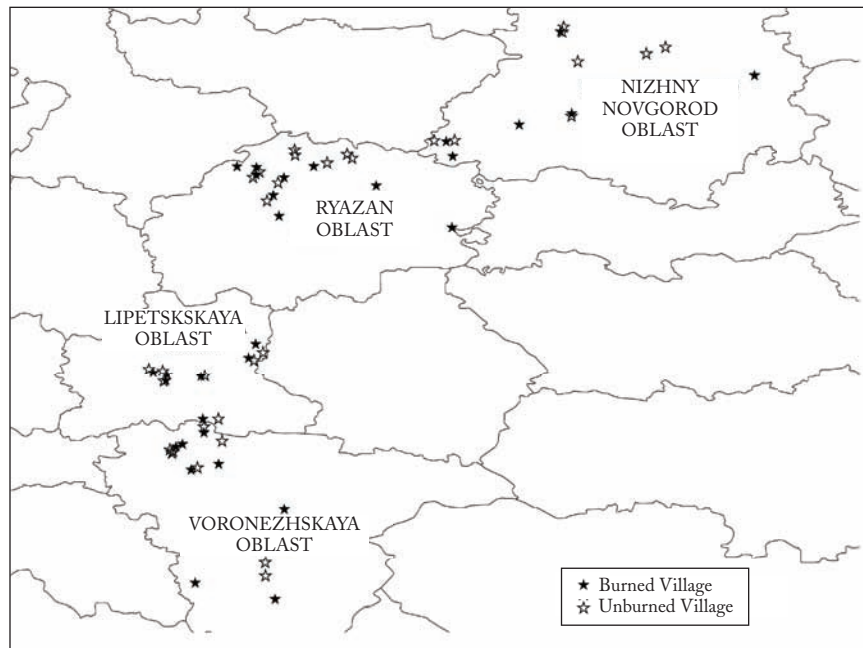 NIZHNY
NOVGOROD
OBLAST
RYAZAN
OBLAST
LIPETSKSKAYA
OBLAST
VORONEZHSKAYA
OBLAST
Burned Village
Unburned Village